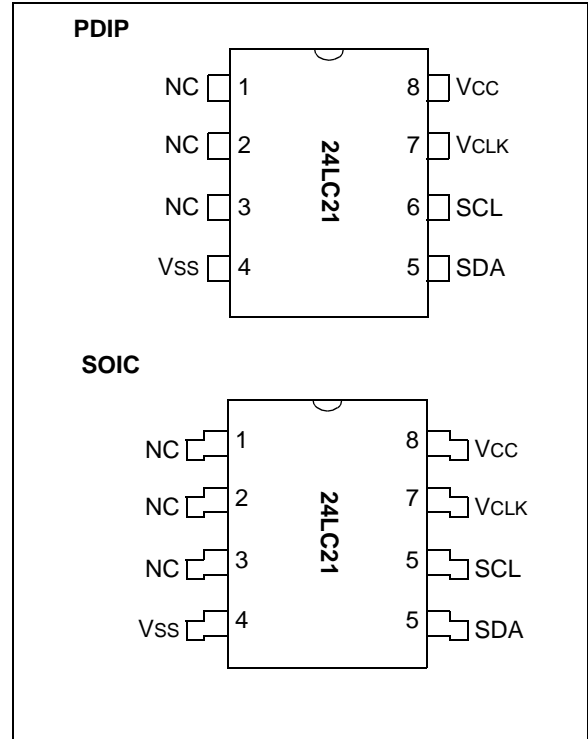 PDIP
NC 1 8 VCC
NC 2 7 VCLK
NC 3 6 SCL
VSS 4 5 SDA
24LC21
SOIC
NC 1 8 VCC
NC 2 7 VCLK
NC 3 5 SCL
VSS 4 5 SDA
24LC21